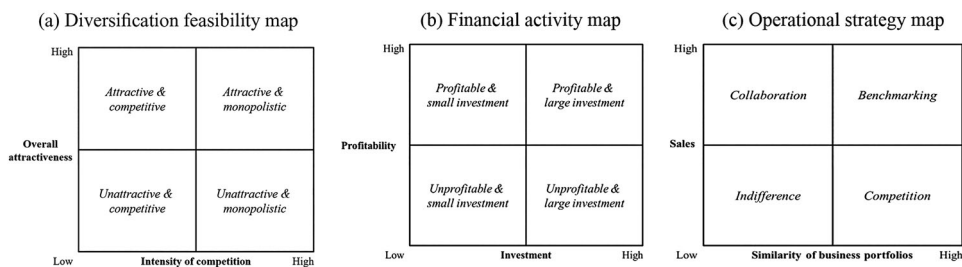 (a) Diversification feasibility map
High
Attractive &
competitive
Attractive &
monopolistic
Overall
attractiveness
Unattractive &
competitive
Unattractive &
monopolistic
Low
Intensity of competition
High
(b) Financial activity map
High
Profitable &
small investment
Profitable &
large investment
Profitability
Unprofitable &
small investment
Unprofitable &
large investment
Low
Investment
High
(c) Operational strategy map
High
Collaboration
Benchmarking
Sales
Indifference
Competition
Low
Similarity of business portfolios
High